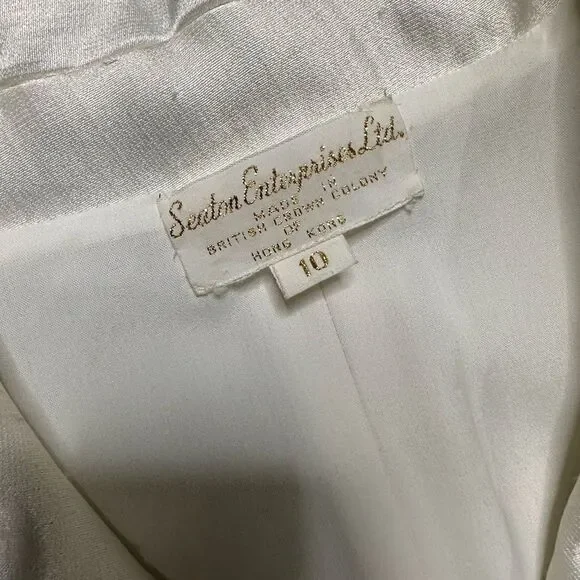 Seaton Enterprises Ltd.
MADE IN
BRITISH CROWN COLONY
OF
HONG KONG
10